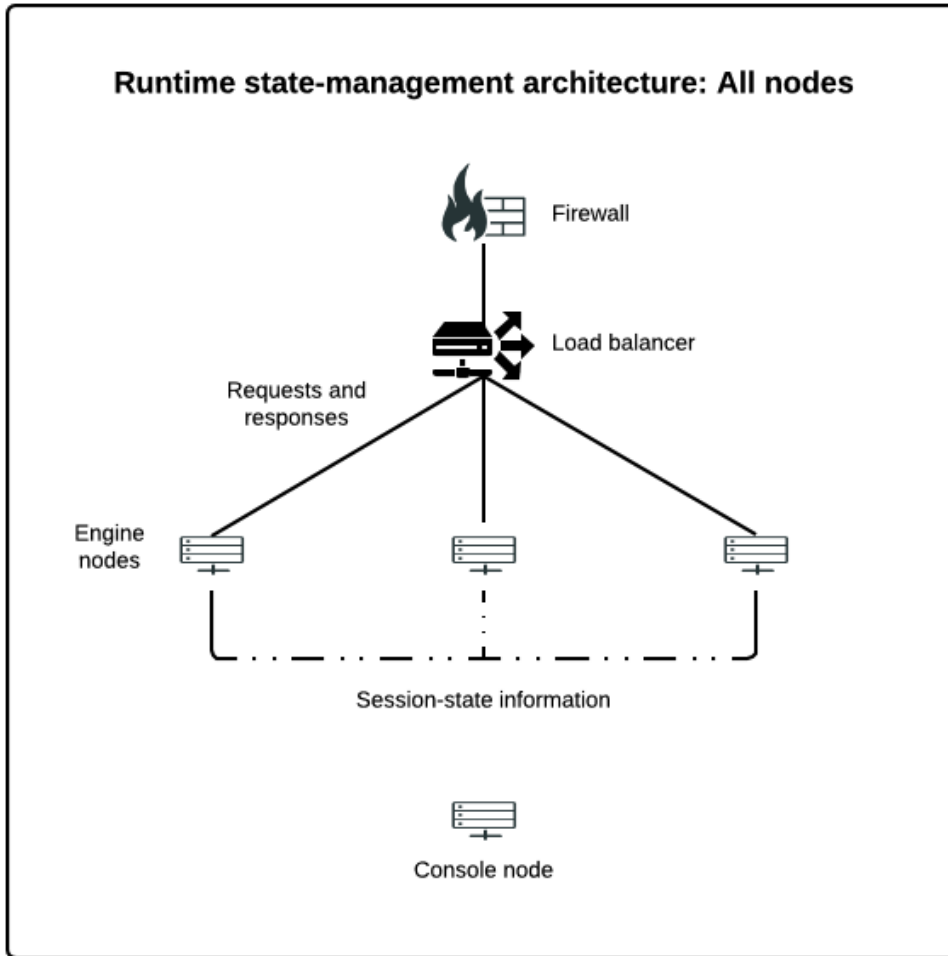 Runtime state-management architecture: All nodes
Firewall
Load balancer
Requests and
responses
Engine
nodes
Session-state information
Console node